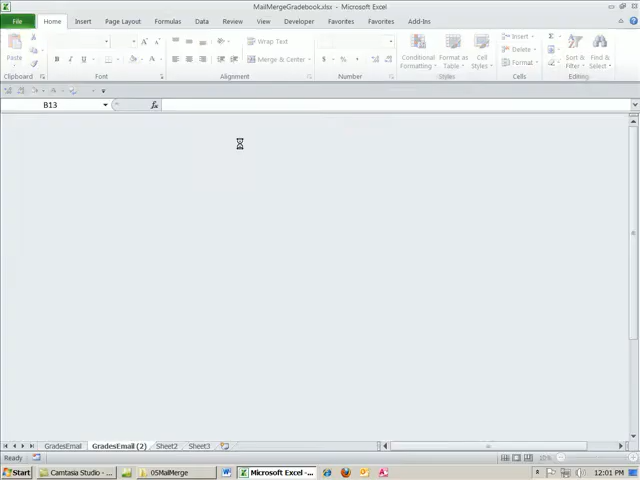 MailMergeGradebook.xlsx - Microsoft Excel
File Home Insert Page Layout Formulas Data Review View Developer Favorites Favorites Add-Ins
Paste
Wrap Text
Merge & Center
Conditional Formatting
Format as Table
Cell Styles
Insert
Delete
Format
Sort & Filter
Find & Select
Clipboard Font Alignment Number Styles Cells Editing
B13 fx
GradesEmail GradesEmail (2) Sheet2 Sheet3
Ready
Start Camtasia Studio - ... 05MailMerge Microsoft Excel -... 12:01 PM